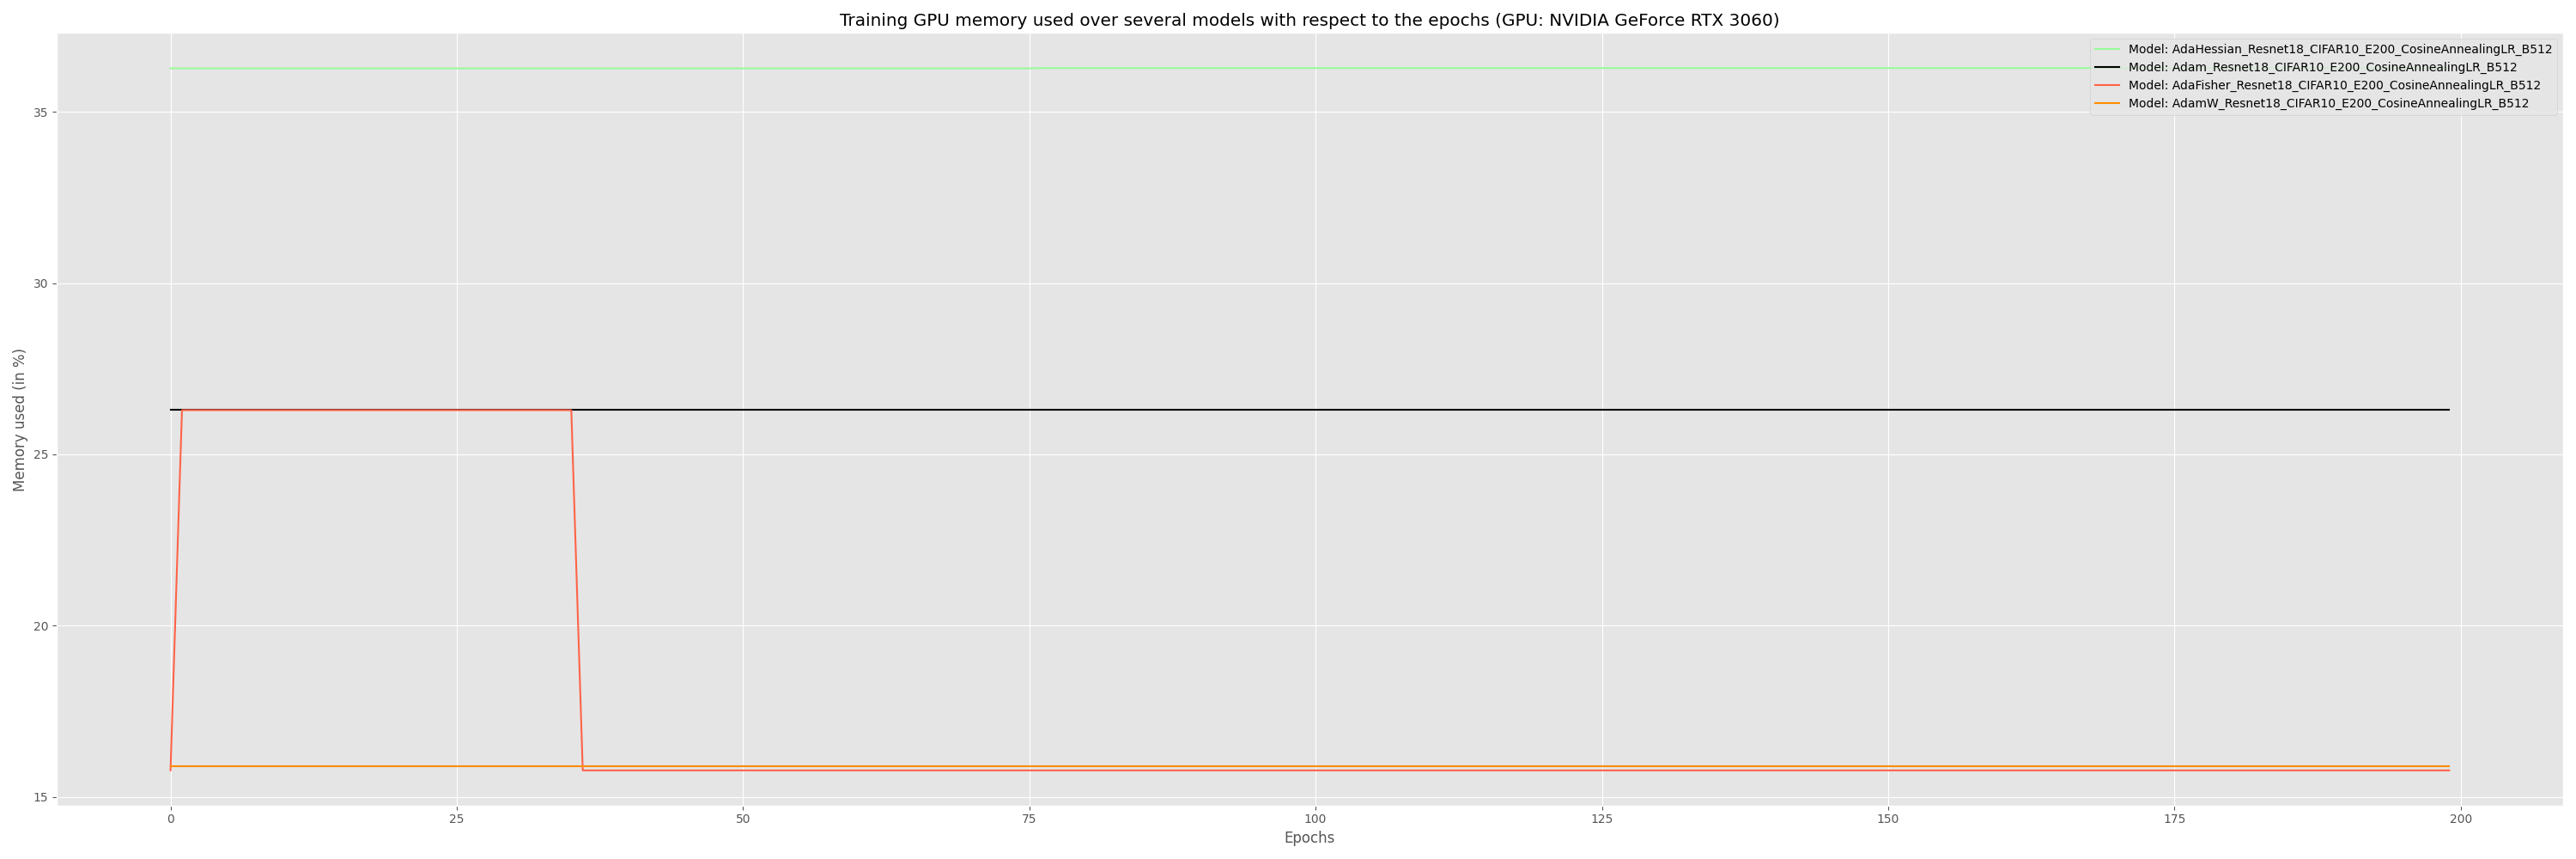 Training GPU memory used over several models with respect to the epochs (GPU: NVIDIA GeForce RTX 3060)
Model: AdaHessian_Resnet18_CIFAR10_E200_CosineAnnealingLR_B512
Model: Adam_Resnet18_CIFAR10_E200_CosineAnnealingLR_B512
Model: AdaFisher_Resnet18_CIFAR10_E200_CosineAnnealingLR_B512
Model: AdamW_Resnet18_CIFAR10_E200_CosineAnnealingLR_B512
Memory used (in %)
35
30
25
20
15
0 25 50 75 100 125 150 175 200
Epochs